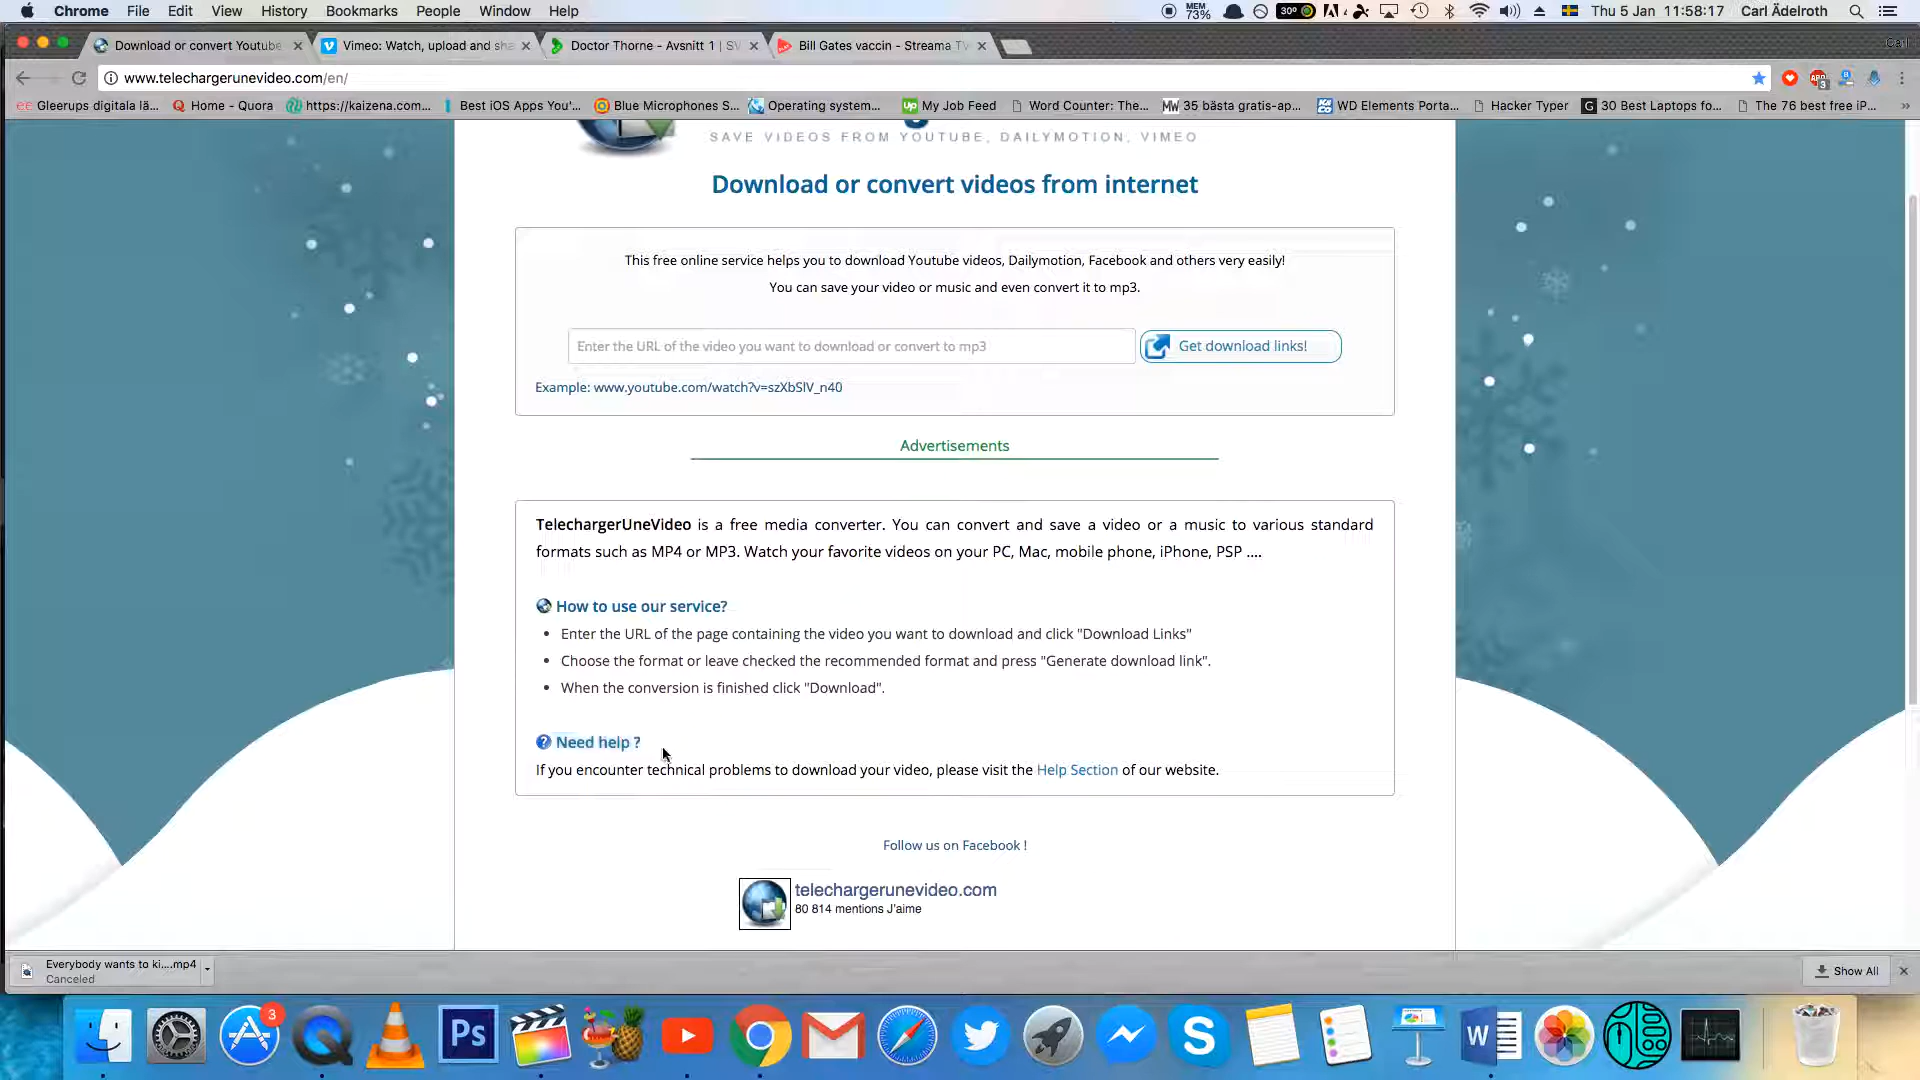 Chrome File Edit View History Bookmarks People Window Help MEM 73% 30° Thu 5 Jan 11:58:17 Carl Ädelroth
Download or convert Youtube Vimeo: Watch, upload and sha Doctor Thorne - Avsnitt 1 | SV Bill Gates vaccin - Streama TV Carl
www.telechargerunevideo.com/en/
Gleerups digitala lä... Home - Quora https://kaizena.com... Best iOS Apps You'... Blue Microphones S... Operating system... My Job Feed Word Counter: The... 35 bästa gratis-ap... WD Elements Porta... Hacker Typer 30 Best Laptops fo... The 76 best free iP... »
SAVE VIDEOS FROM YOUTUBE, DAILYMOTION, VIMEO
Download or convert videos from internet
This free online service helps you to download Youtube videos, Dailymotion, Facebook and others very easily!
You can save your video or music and even convert it to mp3.
Enter the URL of the video you want to download or convert to mp3 Get download links!
Example: www.youtube.com/watch?v=szXbSlV_n40
Advertisements
TelechargerUneVideo is a free media converter. You can convert and save a video or a music to various standard
formats such as MP4 or MP3. Watch your favorite videos on your PC, Mac, mobile phone, iPhone, PSP ....
How to use our service?
• Enter the URL of the page containing the video you want to download and click "Download Links"
• Choose the format or leave checked the recommended format and press "Generate download link".
• When the conversion is finished click "Download".
Need help ?
If you encounter technical problems to download your video, please visit the Help Section of our website.
Follow us on Facebook !
telechargerunevideo.com
80 814 mentions J'aime
Everybody wants to ki....mp4 Show All
Canceled
3
Ps
W